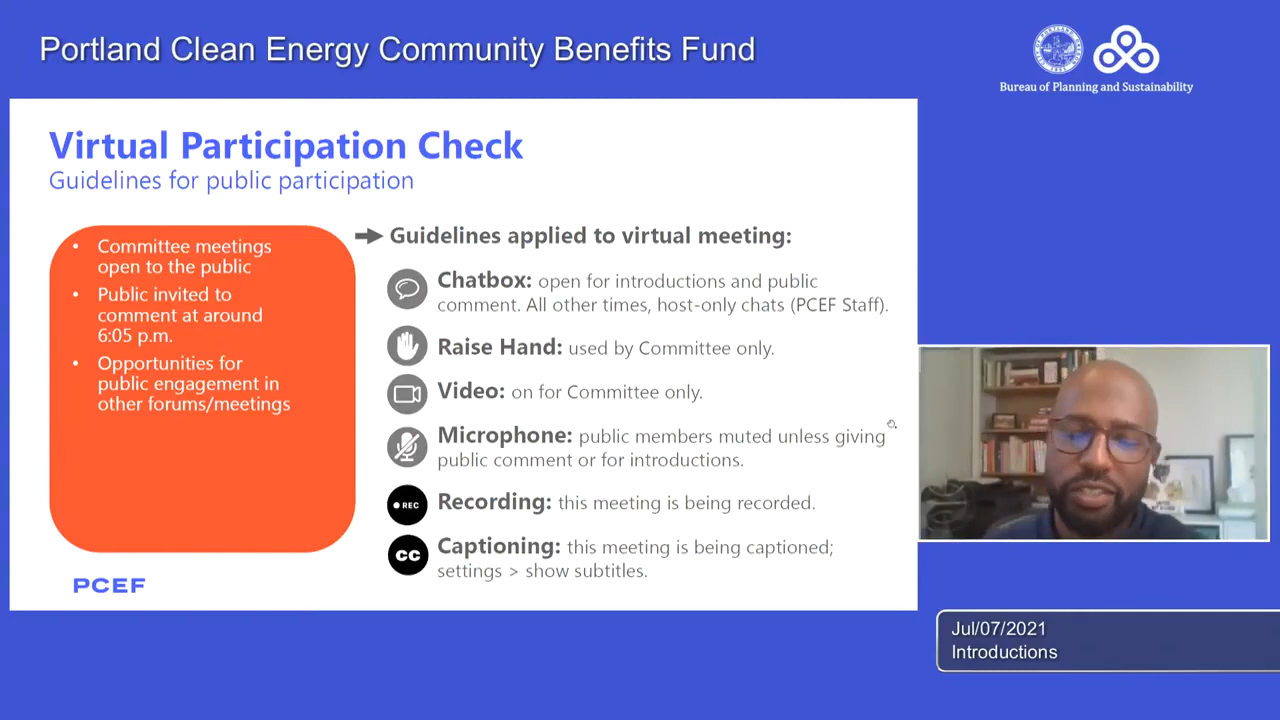 Portland Clean Energy Community Benefits Fund
Bureau of Planning and Sustainability
Virtual Participation Check
Guidelines for public participation
• Committee meetings
open to the public
• Public invited to
comment at around
6:05 p.m.
• Opportunities for
public engagement in
other forums/meetings
Guidelines applied to virtual meeting:
Chatbox: open for introductions and public
comment. All other times, host-only chats (PCEF Staff).
Raise Hand: used by Committee only.
Video: on for Committee only.
Microphone: public members muted unless giving
public comment or for introductions.
REC
Recording: this meeting is being recorded.
CC
Captioning: this meeting is being captioned;
settings > show subtitles.
PCEF
Jul/07/2021
Introductions